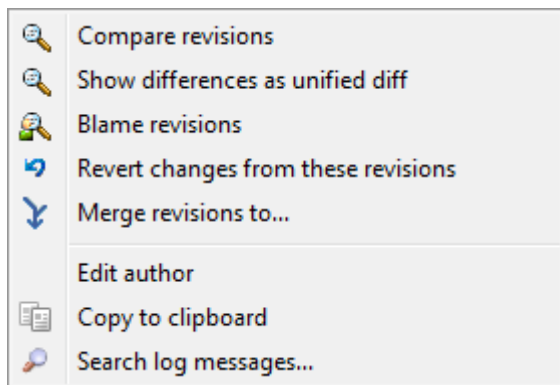 Compare revisions
Show differences as unified diff
Blame revisions
Revert changes from these revisions
Merge revisions to...
Edit author
Copy to clipboard
Search log messages...